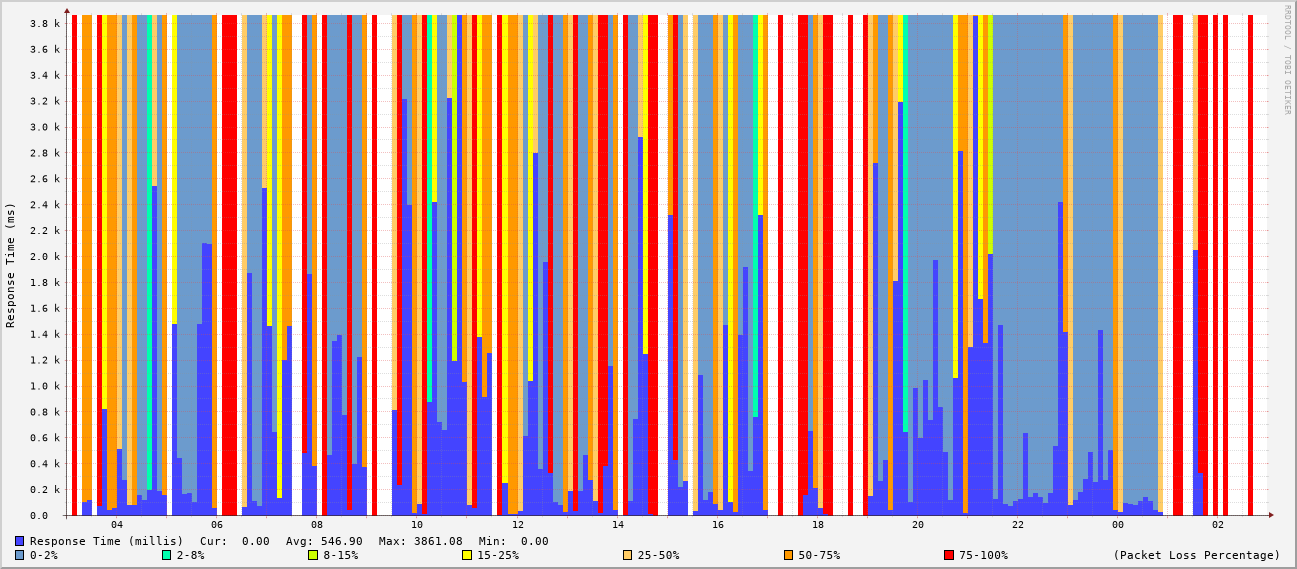 RRDTOOL / TOBI OETIKER
Response Time (ms)
3.8 k
3.6 k
3.4 k
3.2 k
3.0 k
2.8 k
2.6 k
2.4 k
2.2 k
2.0 k
1.8 k
1.6 k
1.4 k
1.2 k
1.0 k
0.8 k
0.6 k
0.4 k
0.2 k
0.0
04 06 08 10 12 14 16 18 20 22 00 02
Response Time (millis) Cur: 0.00 Avg: 546.90 Max: 3861.08 Min: 0.00
0-2% 2-8% 8-15% 15-25% 25-50% 50-75% 75-100% (Packet Loss Percentage)